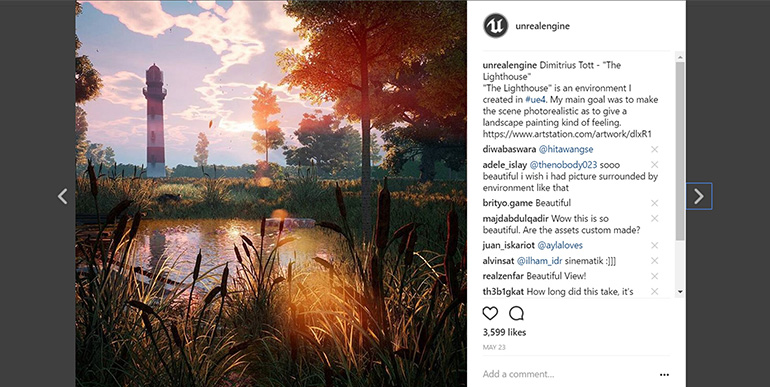 unrealengine
unrealengine Dimitrius Tott - "The
Lighthouse"
"The Lighthouse" is an environment I
created in #ue4. My main goal was to make
the scene photorealistic as to give a
landscape painting kind of feeling.
https://www.artstation.com/artwork/dlxR1
diwabaswara @hitawangse
adele_islay @thenobody023 sooo
beautiful i wish i had picture surrounded by
environment like that
brityo.game Beautiful
majdabdulqadir Wow this is so
beautiful. Are the assets custom made?
juan_iskariot @aylaloves
alvinsat @ilham_idr sinematik :]]]
realzenfar Beautiful View!
th3b1gkat How long did this take, it's
3,599 likes
MAY 23
Add a comment...